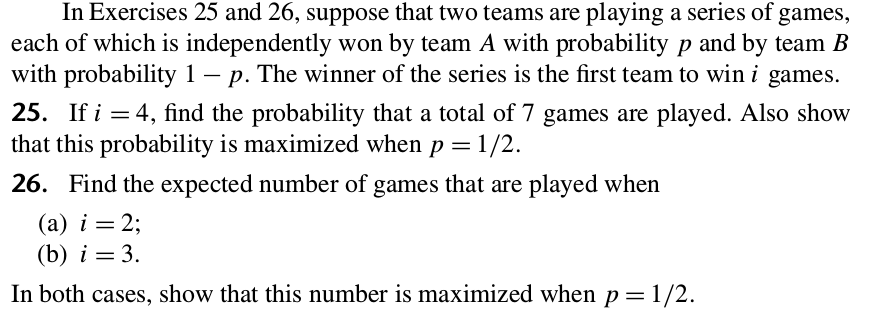 In Exercises 25 and 26, suppose that two teams are playing a series of games,
each of which is independently won by team A with probability p and by team B
with probability 1 − p. The winner of the series is the first team to win i games.
25. If i = 4, find the probability that a total of 7 games are played. Also show
that this probability is maximized when p = 1/2.
26. Find the expected number of games that are played when
(a) i = 2;
(b) i = 3.
In both cases, show that this number is maximized when p = 1/2.